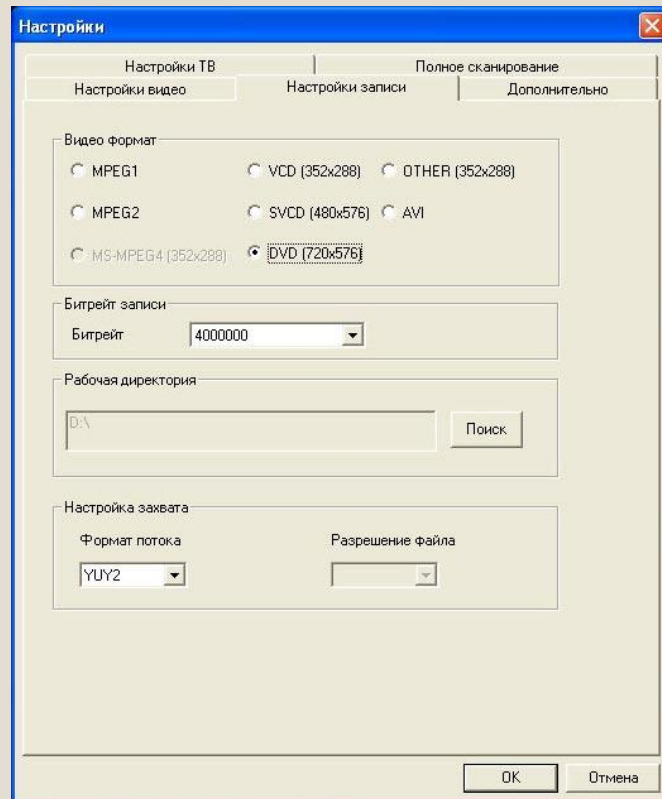 Настройки
Настройки ТВ
Полное сканирование
Настройки видео
Настройки записи
Дополнительно
Видео формат
MPEG1
VCD (352x288)
OTHER (352x288)
MPEG2
SVCD (480x576)
AVI
MS-MPEG4 (352x288)
DVD (720x576)
Битрейт записи
Битрейт
4000000
Рабочая директория
D:\
Поиск
Настройка захвата
Формат потока
Разрешение файла
YUY2
OK
Отмена